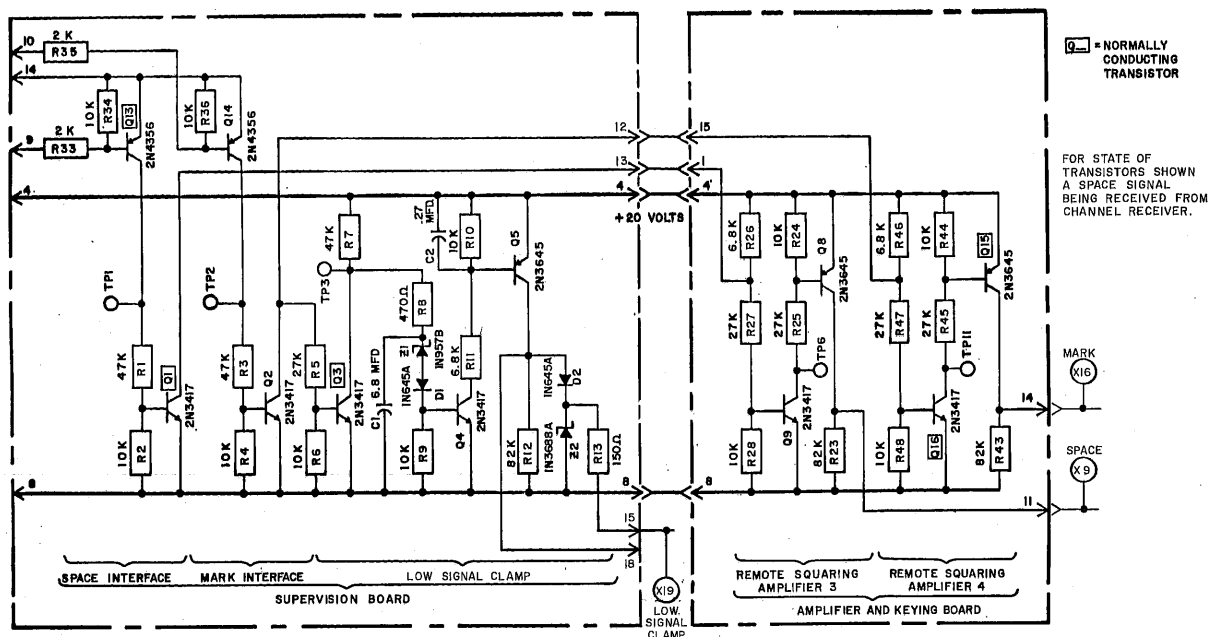 10
2 K
R35
14
10K
R34
Q13
2N4356
10K
R36
Q14
2N4356
9
2 K
R33
12
15
13
1
4
4
4'
+20 VOLTS
Q__ = NORMALLY
CONDUCTING
TRANSISTOR
FOR STATE OF
TRANSISTORS SHOWN
A SPACE SIGNAL
BEING RECEIVED FROM
CHANNEL RECEIVER.
TP1
TP2
TP3
47K
R7
.27
MFD
C2
10K
R10
Q5
2N3645
470Ω
R8
Z1
1N957B
1N645A
D1
C1
6.8 MFD
6.8K
R11
47K
R1
Q1
2N3417
47K
R3
Q2
2N3417
27K
R5
Q3
2N3417
Q4
2N3417
10K
R2
10K
R4
10K
R6
10K
R9
82K
R12
1N645A
D2
1N3688A
Z2
R13
150Ω
6.8K
R26
10K
R24
Q8
2N3645
6.8K
R46
10K
R44
Q15
2N3645
27K
R27
27K
R25
TP6
27K
R47
27K
R45
TP11
10K
R28
Q9
2N3417
82K
R23
10K
R48
Q16
2N3417
82K
R43
MARK
X16
14
SPACE
X9
11
8
8
8
15
18
X19
LOW
SIGNAL
CLAMP
SPACE INTERFACE
MARK INTERFACE
LOW SIGNAL CLAMP
SUPERVISION BOARD
REMOTE SQUARING
AMPLIFIER 3
REMOTE SQUARING
AMPLIFIER 4
AMPLIFIER AND KEYING BOARD